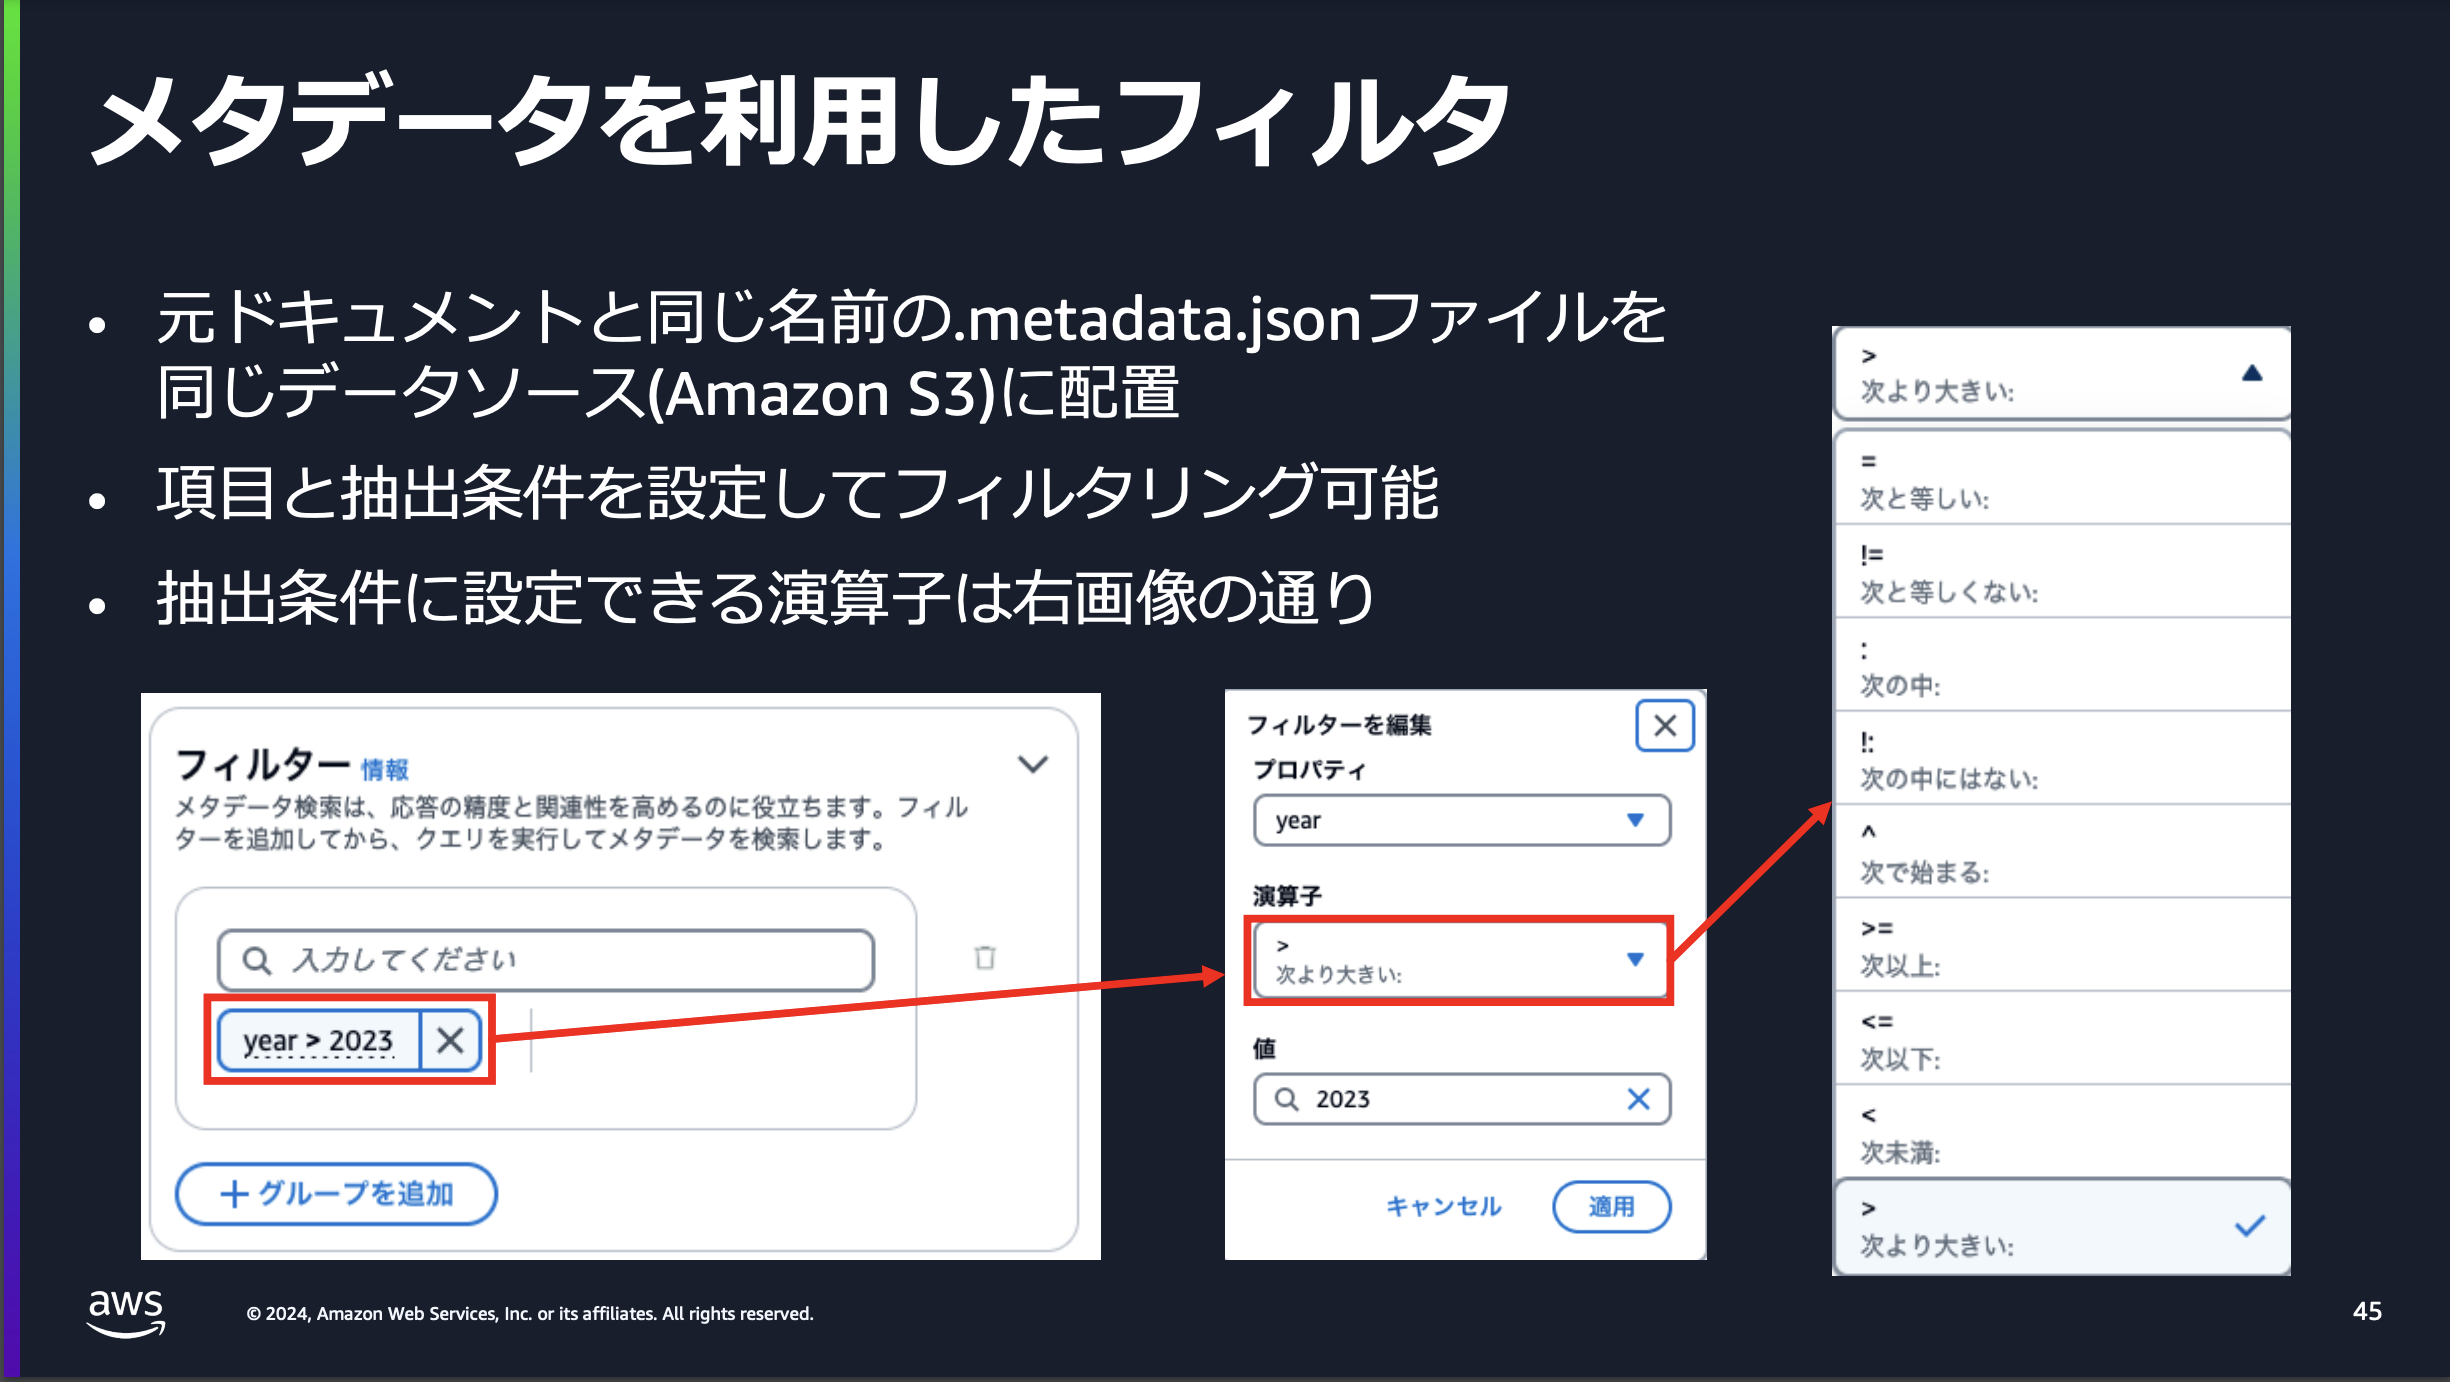 メタデータを利用したフィルタ
• 元ドキュメントと同じ名前の.metadata.jsonファイルを
同じデータソース(Amazon S3)に配置
• 項目と抽出条件を設定してフィルタリング可能
• 抽出条件に設定できる演算子は右画像の通り
フィルター 情報
メタデータ検索は、応答の精度と関連性を高めるのに役立ちます。フィル
ターを追加してから、クエリを実行してメタデータを検索します。
入力してください
year > 2023
+ グループを追加
フィルターを編集
プロパティ
year
演算子
>
次より大きい:
値
2023
キャンセル 適用
>
次より大きい:
=
次と等しい:
!=
次と等しくない:
:
次の中:
!:
次の中にはない:
^
次で始まる:
>=
次以上:
<=
次以下:
<
次未満:
>
次より大きい:
aws
© 2024, Amazon Web Services, Inc. or its affiliates. All rights reserved.
45